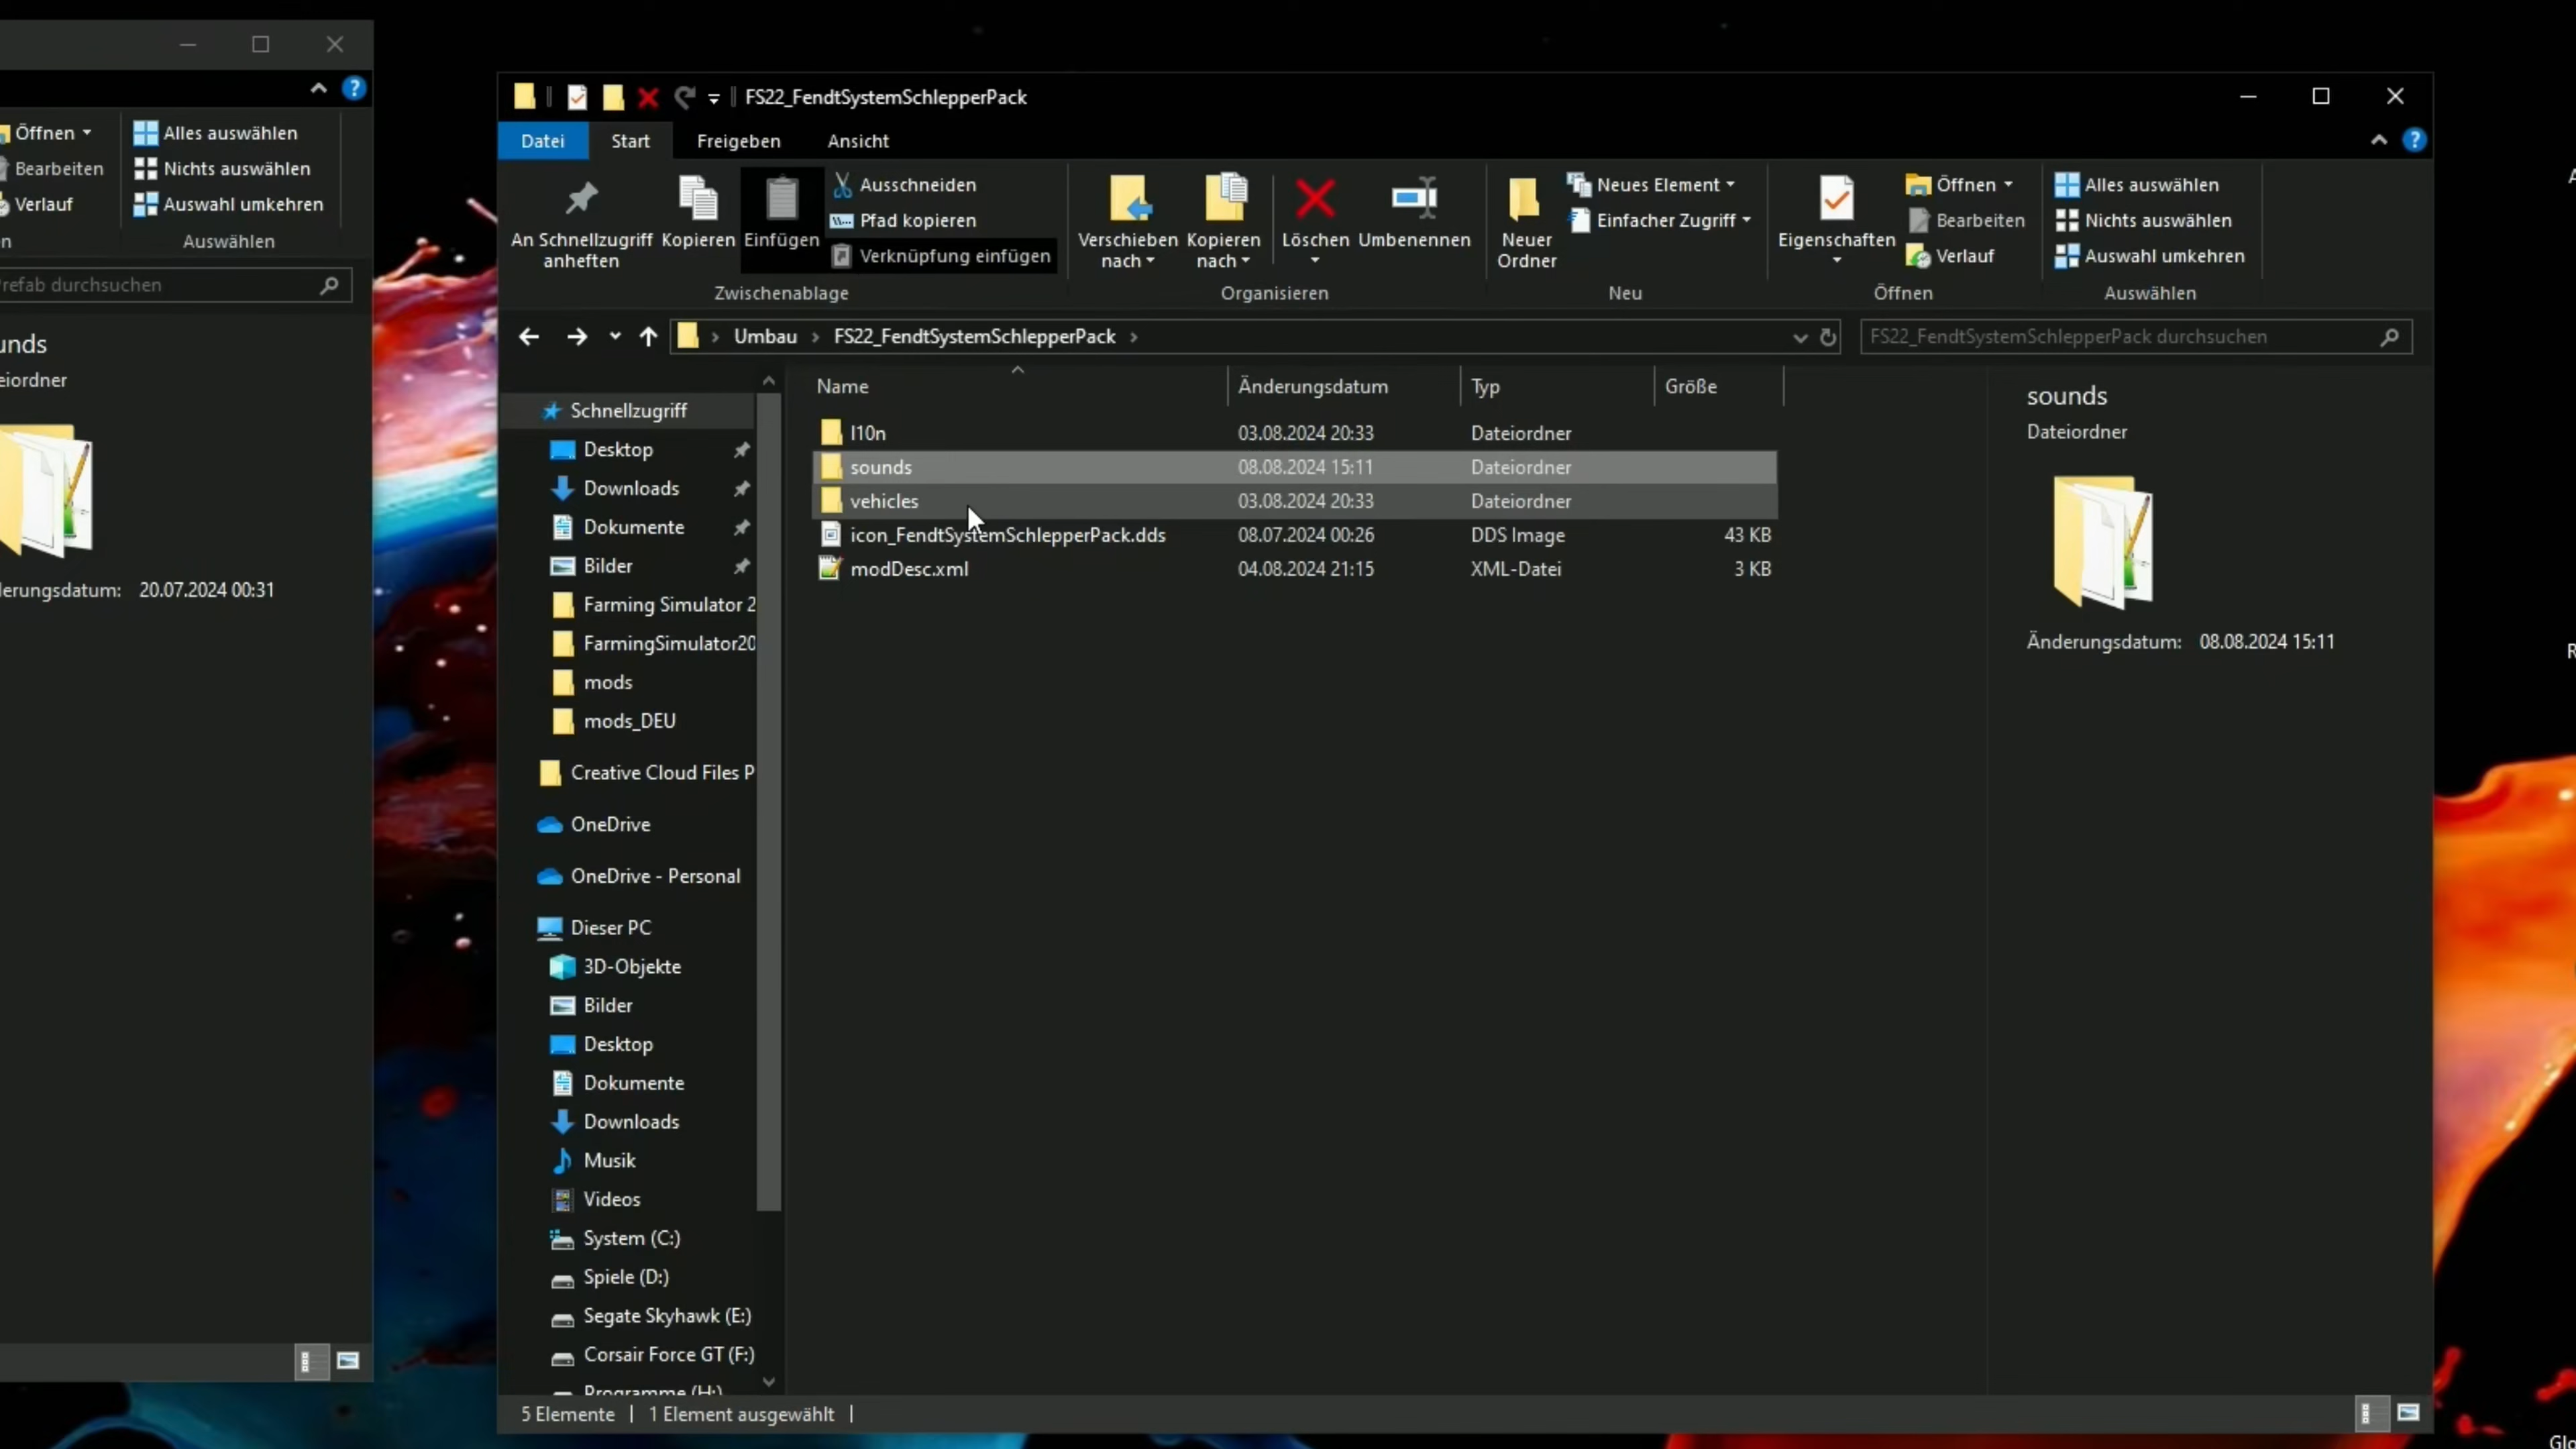 Öffnen
Alles auswählen
Bearbeiten
Nichts auswählen
Verlauf
Auswahl umkehren
Auswählen
durchsuchen
20.07.2024 00:31
FS22_FendtSystemSchlepperPack
Datei
Start
Freigeben
Ansicht
An Schnellzugriff
anheften
Kopieren
Einfügen
Ausschneiden
Pfad kopieren
Verknüpfung einfügen
Zwischenablage
Verschieben
nach
Kopieren
nach
Löschen
Umbenennen
Organisieren
Neuer
Ordner
Neues Element
Einfacher Zugriff
Neu
Eigenschaften
Öffnen
Bearbeiten
Verlauf
Öffnen
Alles auswählen
Nichts auswählen
Auswahl umkehren
Auswählen
Umbau > FS22_FendtSystemSchlepperPack >
FS22_FendtSystemSchlepperPack durchsuchen
Schnellzugriff
Desktop
Downloads
Dokumente
Bilder
Farming Simulator 2
FarmingSimulator20
mods
mods_DEU
Creative Cloud Files P
OneDrive
OneDrive - Personal
Dieser PC
3D-Objekte
Bilder
Desktop
Dokumente
Downloads
Musik
Videos
System (C:)
Spiele (D:)
Segate Skyhawk (E:)
Corsair Force GT (F:)
Programme (H:)
Name Änderungsdatum Typ Größe
l10n 03.08.2024 20:33 Dateiordner
sounds 08.08.2024 15:11 Dateiordner
vehicles 03.08.2024 20:33 Dateiordner
icon_FendtSystemSchlepperPack.dds 08.07.2024 00:26 DDS Image 43 KB
modDesc.xml 04.08.2024 21:15 XML-Datei 3 KB
sounds
Dateiordner
Änderungsdatum: 08.08.2024 15:11
5 Elemente | 1 Element ausgewählt |